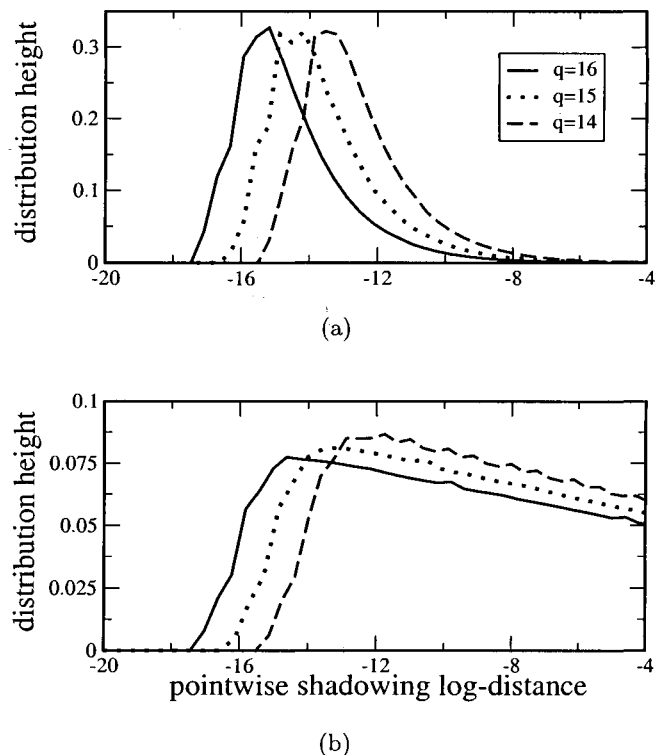 distribution height
0.3
0.2
0.1
0
q=16
q=15
q=14
-20 -16 -12 -8 -4
(a)
distribution height
0.1
0.075
0.05
0.025
0
-20 -16 -12 -8 -4
pointwise shadowing log-distance
(b)